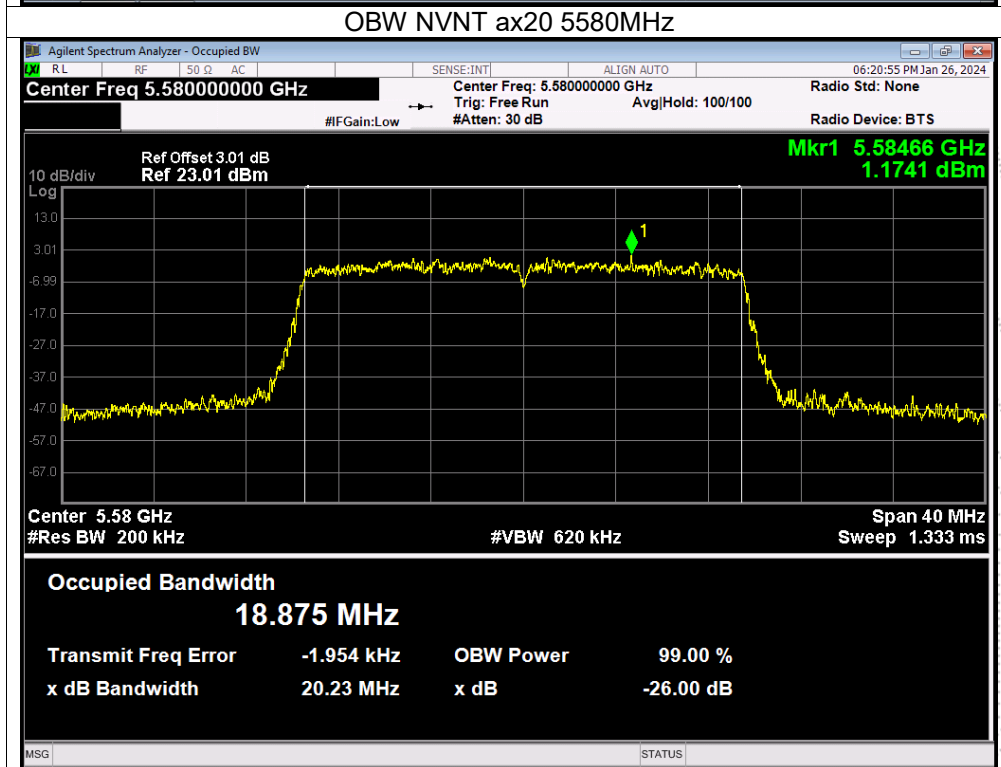 OBW NVNT ax20 5580MHz
Agilent Spectrum Analyzer - Occupied BW
LXI RL RF 50 Ω AC SENSE:INT ALIGN AUTO 06:20:55 PM Jan 26, 2024
Center Freq 5.580000000 GHz Center Freq: 5.580000000 GHz Radio Std: None
Trig: Free Run Avg|Hold: 100/100
#IFGain:Low #Atten: 30 dB Radio Device: BTS
Ref Offset 3.01 dB Mkr1 5.58466 GHz
10 dB/div Ref 23.01 dBm 1.1741 dBm
Log
13.0
1
3.01
-6.99
-17.0
-27.0
-37.0
-47.0
-57.0
-67.0
Center 5.58 GHz Span 40 MHz
#Res BW 200 kHz #VBW 620 kHz Sweep 1.333 ms
Occupied Bandwidth
18.875 MHz
Transmit Freq Error -1.954 kHz OBW Power 99.00 %
x dB Bandwidth 20.23 MHz x dB -26.00 dB
MSG STATUS